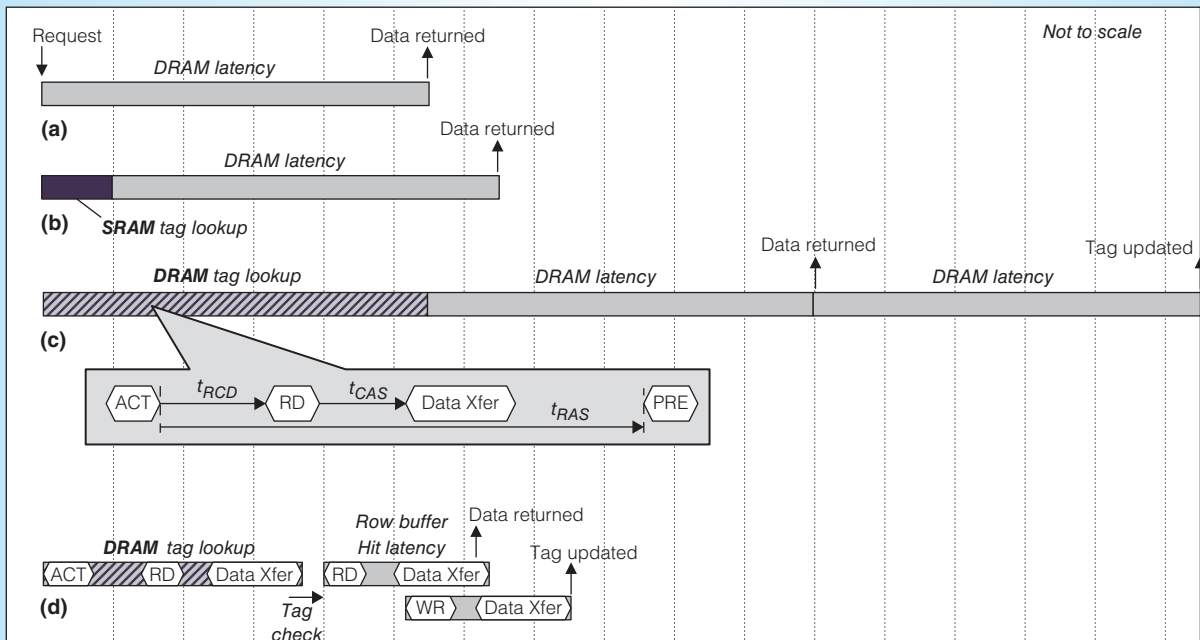 Not to scale
Request
Data returned
DRAM latency
(a)
Data returned
DRAM latency
(b)
SRAM tag lookup
Data returned
Tag updated
DRAM tag lookup
DRAM latency
DRAM latency
(c)
ACT
tRCD
RD
tCAS
Data Xfer
tRAS
PRE
Row buffer
Hit latency
Data returned
DRAM tag lookup
Tag updated
ACT
RD
Data Xfer
RD
Data Xfer
(d)
Tag
check
WR
Data Xfer